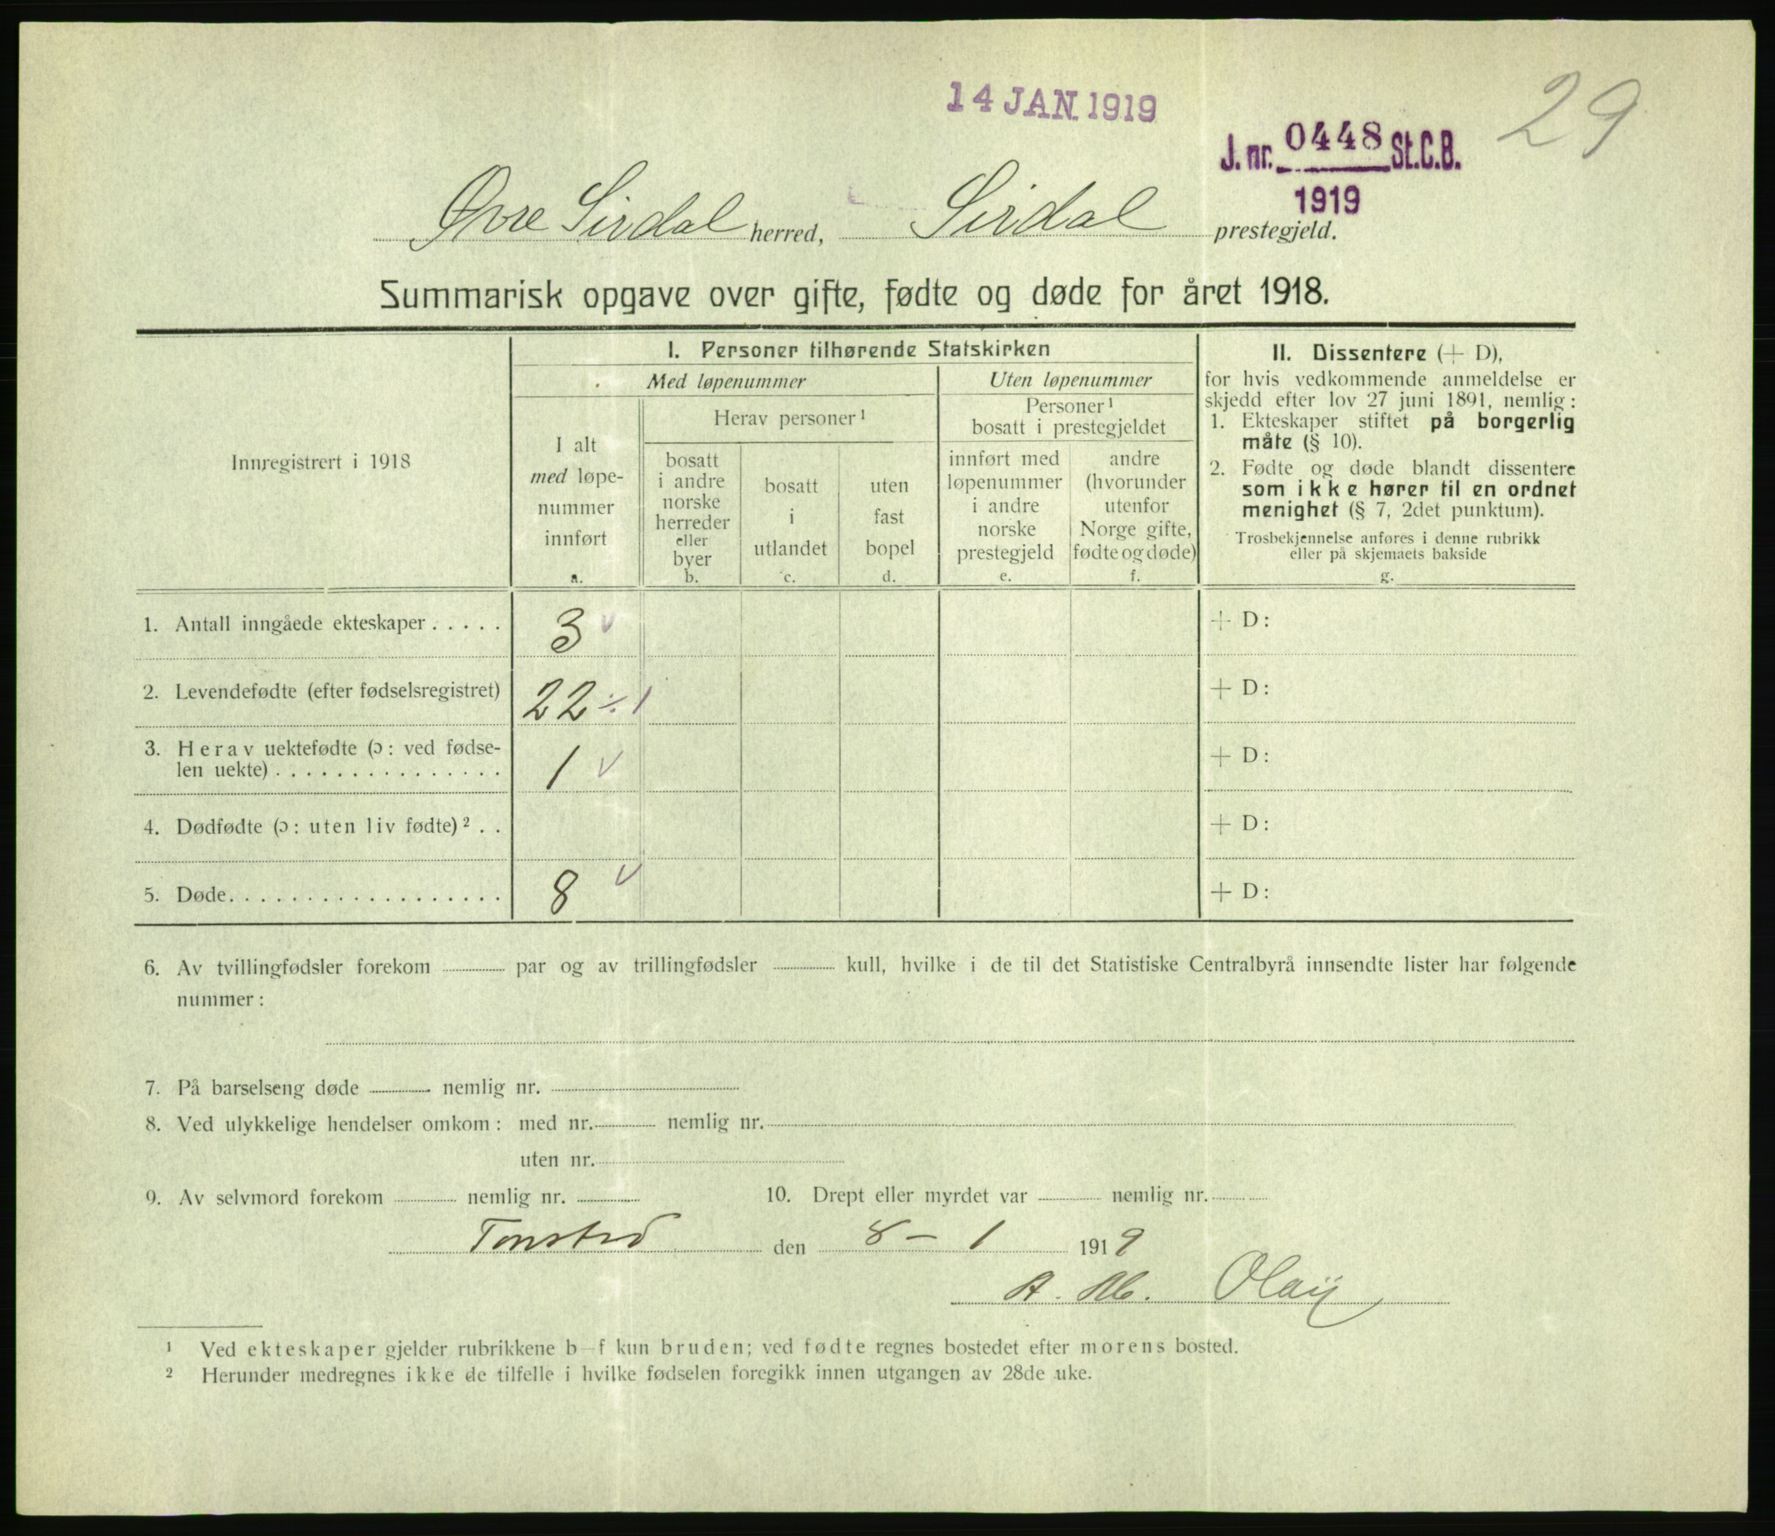 14 JAN. 1919
29
J. nr. 0448 St.C.B.
1919
Øvre Sirdal herred, Sirdal prestegjeld.
Summarisk opgave over gifte, fødte og døde for året 1918.
Innregistrert i 1918
I. Personer tilhørende Statskirken
Med løpenummer
Uten løpenummer
I alt
med løpe-
nummer
innført
a.
Herav personer ¹
bosatt
i andre
norske
herreder
eller
byer
b.
bosatt
i
utlandet
c.
uten
fast
bopel
d.
Personer ¹
bosatt i prestegjeldet
innført med
løpenummer
i andre
norske
prestegjeld
e.
andre
(hvorunder
utenfor
Norge gifte,
fødte og døde)
f.
II. Dissentere (+ D),
for hvis vedkommende anmeldelse er
skjedd efter lov 27 juni 1891, nemlig:
1. Ekteskaper stiftet på borgerlig
måte (§ 10).
2. Fødte og døde blandt dissentere
som ikke hører til en ordnet
menighet (§ 7, 2det punktum).
Trosbekjennelse anføres i denne rubrikk
eller på skjemaets bakside
g.
1. Antall inngåede ekteskaper . . . . . 3 √ + D:
2. Levendefødte (efter fødselsregistret) 22 ÷ 1 + D:
3. Herav uektefødte (ɔ: ved fødse-
len uekte) . . . . . . . . . . . . . . . 1 √ + D:
4. Dødfødte (ɔ: uten liv fødte) ² . . + D:
5. Døde. . . . . . . . . . . . . . . . . . 8 √ + D:
6. Av tvillingfødsler forekom par og av trillingfødsler kull, hvilke i de til det Statistiske Centralbyrå innsendte lister har følgende
nummer:
7. På barselseng døde nemlig nr.
8. Ved ulykkelige hendelser omkom: med nr. nemlig nr.
uten nr.
9. Av selvmord forekom nemlig nr. 10. Drept eller myrdet var nemlig nr.
Tonstad den 8 – 1 1919
¹ Ved ekteskaper gjelder rubrikkene b–f kun bruden; ved fødte regnes bostedet efter morens bosted.
² Herunder medregnes ikke de tilfelle i hvilke fødselen foregikk innen utgangen av 28de uke.